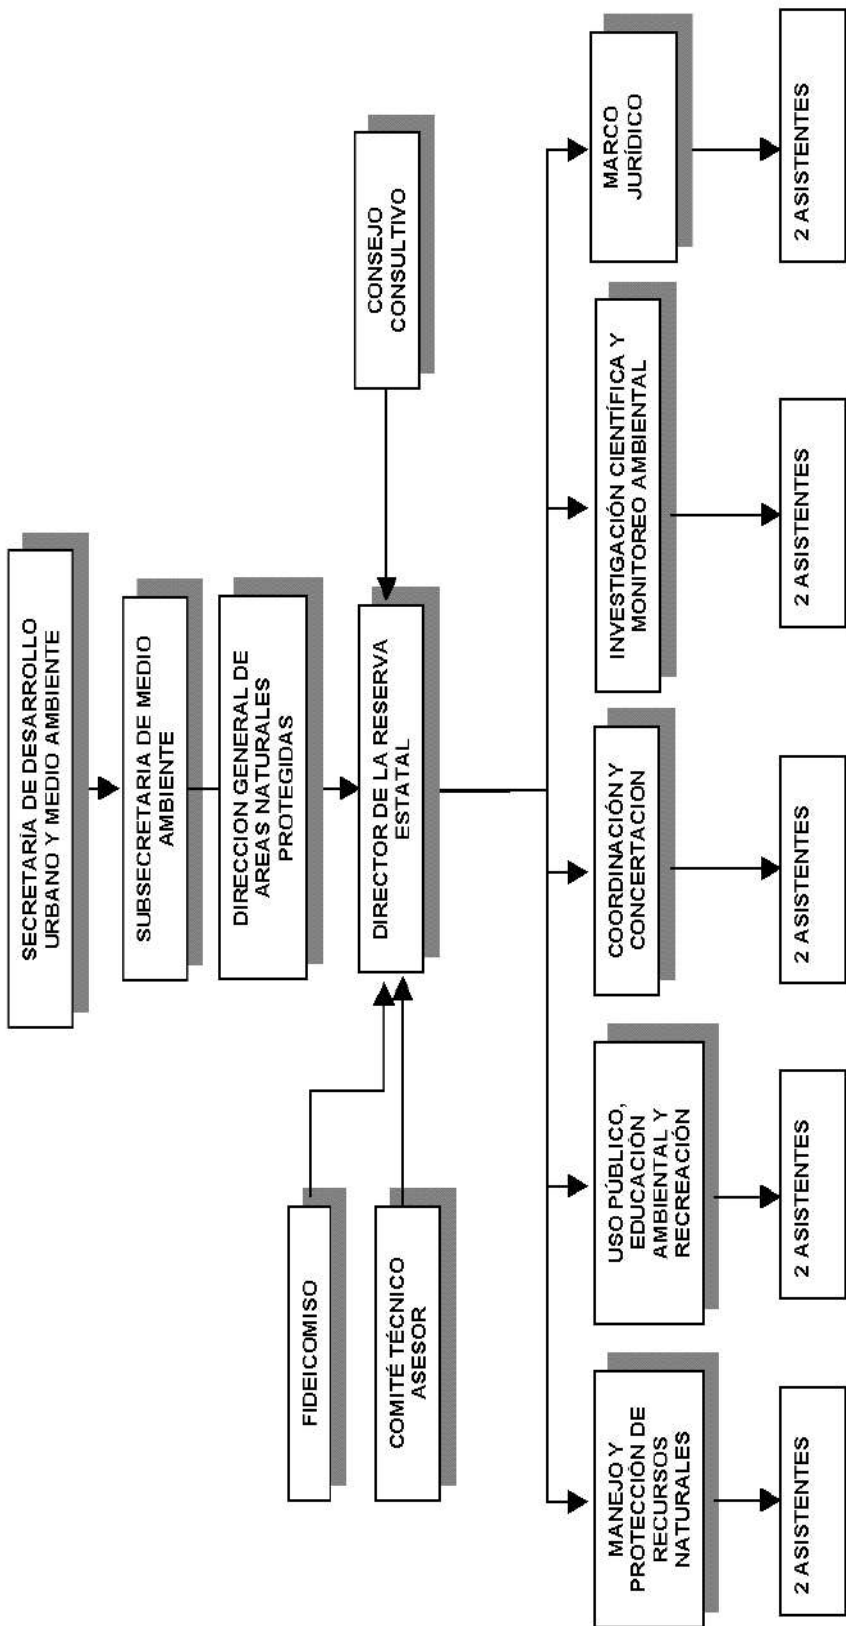 SECRETARÍA DE DESARROLLO
URBANO Y MEDIO AMBIENTE
SUBSECRETARIA DE MEDIO
AMBIENTE
DIRECCION GENERAL DE
AREAS NATURALES
PROTEGIDAS
FIDEICOMISO
COMITÉ TÉCNICO
ASESOR
DIRECTOR DE LA RESERVA
ESTATAL
CONSEJO
CONSULTIVO
MANEJO Y
PROTECCIÓN DE
RECURSOS
NATURALES
USO PÚBLICO,
EDUCACIÓN
AMBIENTAL Y
RECREACIÓN
COORDINACIÓN Y
CONCERTACION
INVESTIGACIÓN CIENTÍFICA Y
MONITOREO AMBIENTAL
MARCO
JURÍDICO
2 ASISTENTES
2 ASISTENTES
2 ASISTENTES
2 ASISTENTES
2 ASISTENTES